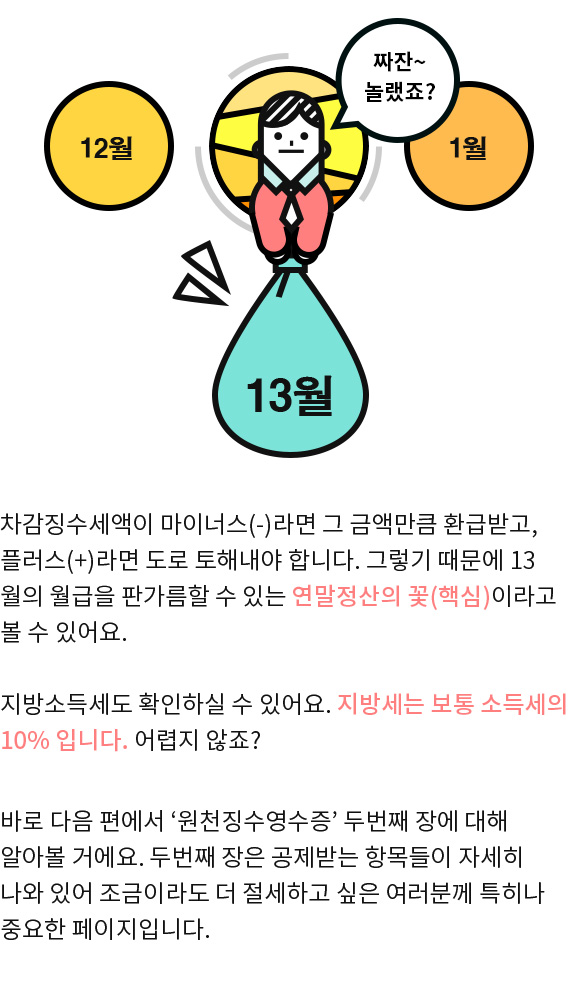 짜잔~
놀랬죠?
12월
1월
13월
차감징수세액이 마이너스(-)라면 그 금액만큼 환급받고,
플러스(+)라면 도로 토해내야 합니다. 그렇기 때문에 13
월의 월급을 판가름할 수 있는 연말정산의 꽃(핵심)이라고
볼 수 있어요.
지방소득세도 확인하실 수 있어요. 지방세는 보통 소득세의
10% 입니다. 어렵지 않죠?
바로 다음 편에서 ‘원천징수영수증’ 두번째 장에 대해
알아볼 거에요. 두번째 장은 공제받는 항목들이 자세히
나와 있어 조금이라도 더 절세하고 싶은 여러분께 특히나
중요한 페이지입니다.